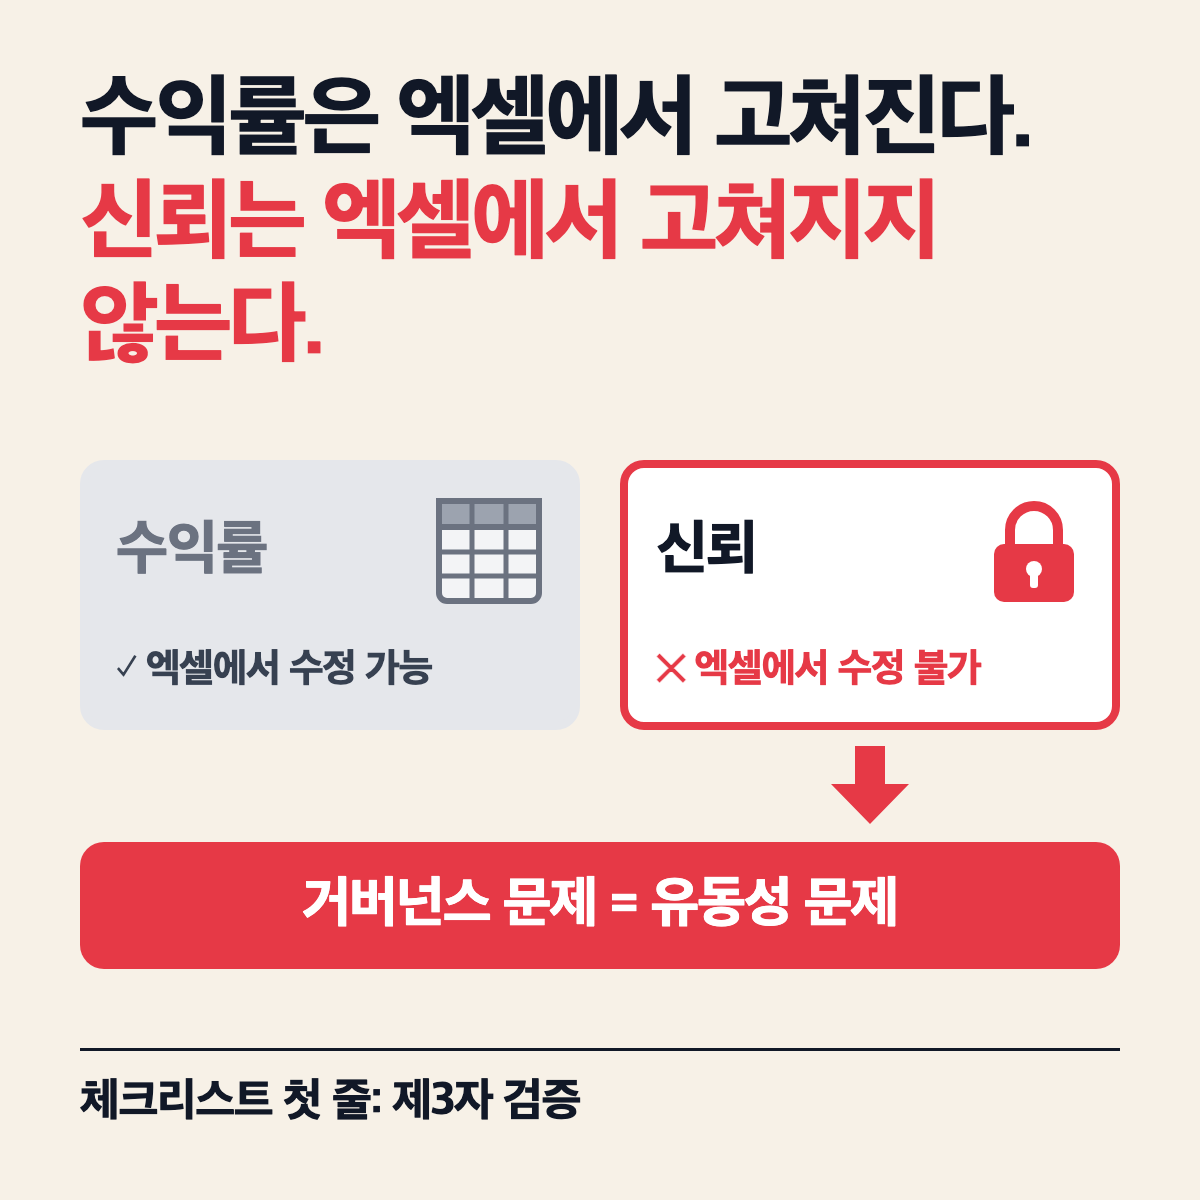 수익률은 엑셀에서 고쳐진다.
신뢰는 엑셀에서 고쳐지지
않는다.
수익률
✓ 엑셀에서 수정 가능
신뢰
✕ 엑셀에서 수정 불가
거버넌스 문제 = 유동성 문제
체크리스트 첫 줄: 제3자 검증